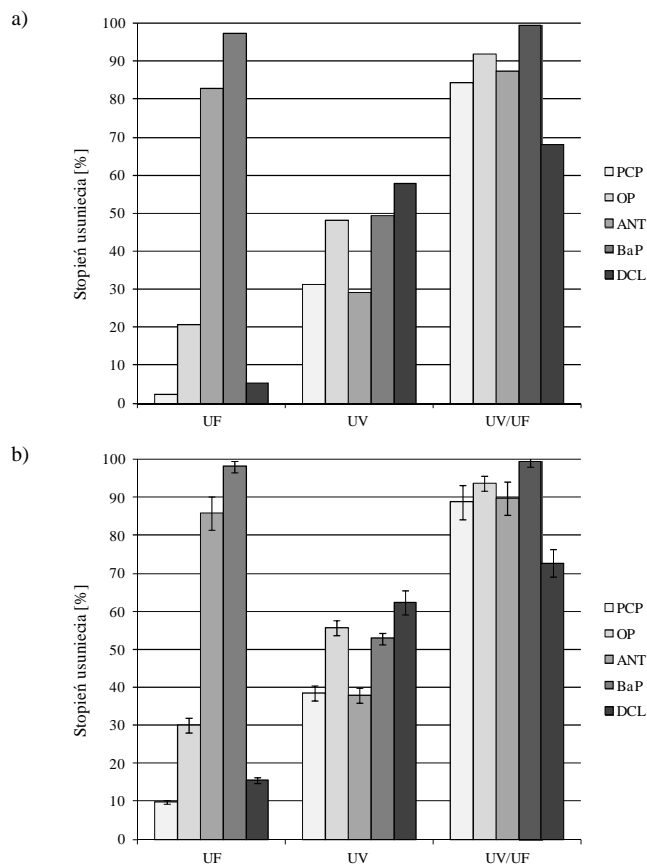 a)
100
90
80
70
60
50
40
30
20
10
0
Stopień usuniecia [%]
UF
UV
UV/UF
PCP
OP
ANT
BaP
DCL
b)
100
90
80
70
60
50
40
30
20
10
0
Stopień usuniecia [%]
UF
UV
UV/UF
PCP
OP
ANT
BaP
DCL